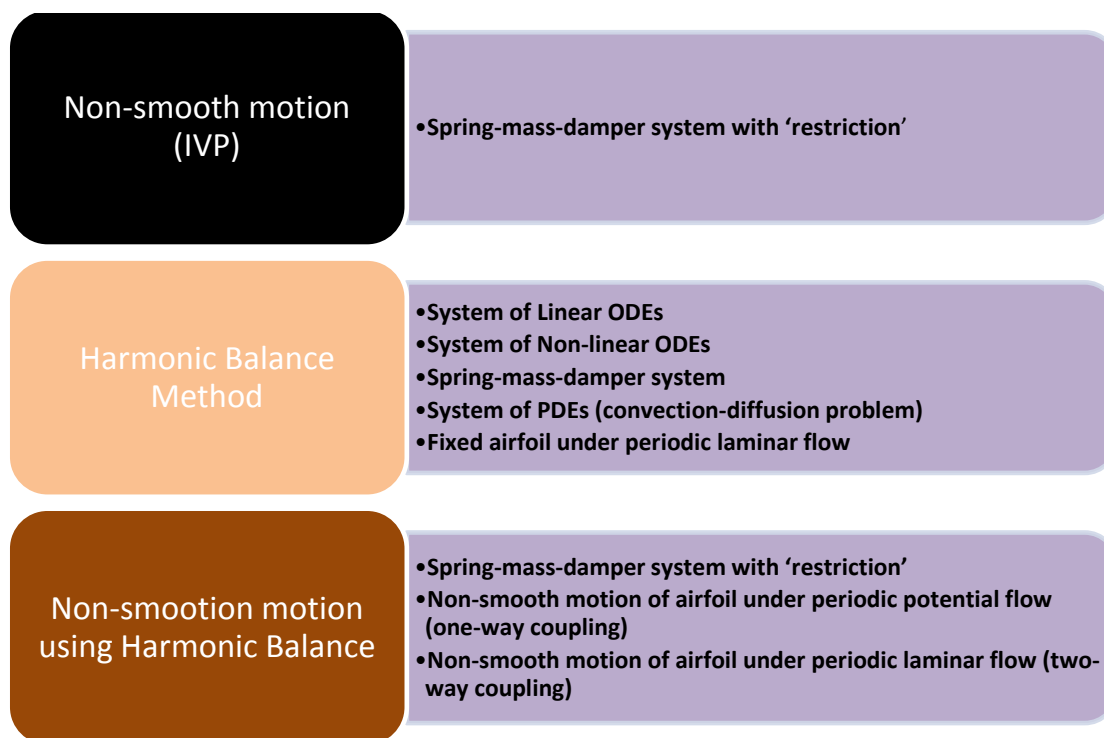 Non-smooth motion
(IVP)
•Spring-mass-damper system with ‘restriction’
Harmonic Balance
Method
•System of Linear ODEs
•System of Non-linear ODEs
•Spring-mass-damper system
•System of PDEs (convection-diffusion problem)
•Fixed airfoil under periodic laminar flow
Non-smootion motion
using Harmonic Balance
•Spring-mass-damper system with ‘restriction’
•Non-smooth motion of airfoil under periodic potential flow
(one-way coupling)
•Non-smooth motion of airfoil under periodic laminar flow (two-
way coupling)